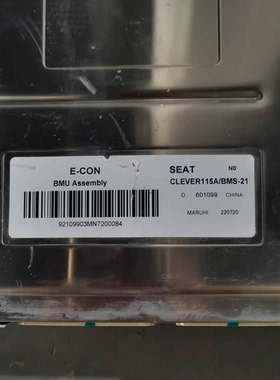 E-CON
BMU Assembly
92109903MN7200084
SEAT N0
CLEVER115A/BMS-21
D 601099 CHINA
MARUHI 220720